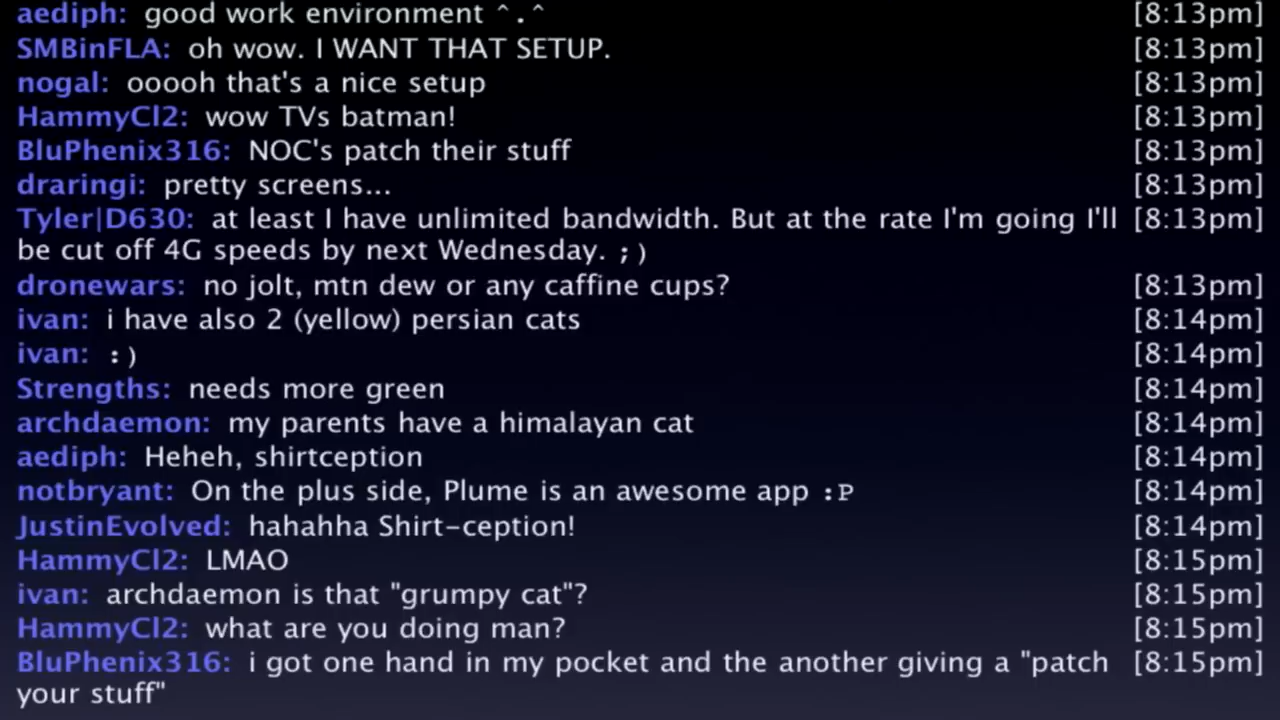 aediph: good work environment ^.^ [8:13pm]
SMBinFLA: oh wow. I WANT THAT SETUP. [8:13pm]
nogal: ooooh that's a nice setup [8:13pm]
HammyCl2: wow TVs batman! [8:13pm]
BluPhenix316: NOC's patch their stuff [8:13pm]
draringi: pretty screens... [8:13pm]
Tyler|D630: at least I have unlimited bandwidth. But at the rate I'm going I'll [8:13pm]
be cut off 4G speeds by next Wednesday. ;)
dronewars: no jolt, mtn dew or any caffine cups? [8:13pm]
ivan: i have also 2 (yellow) persian cats [8:14pm]
ivan: :) [8:14pm]
Strengths: needs more green [8:14pm]
archdaemon: my parents have a himalayan cat [8:14pm]
aediph: Heheh, shirtception [8:14pm]
notbryant: On the plus side, Plume is an awesome app :P [8:14pm]
JustinEvolved: hahahha Shirt-ception! [8:14pm]
HammyCl2: LMAO [8:15pm]
ivan: archdaemon is that "grumpy cat"? [8:15pm]
HammyCl2: what are you doing man? [8:15pm]
BluPhenix316: i got one hand in my pocket and the another giving a "patch [8:15pm]
your stuff"